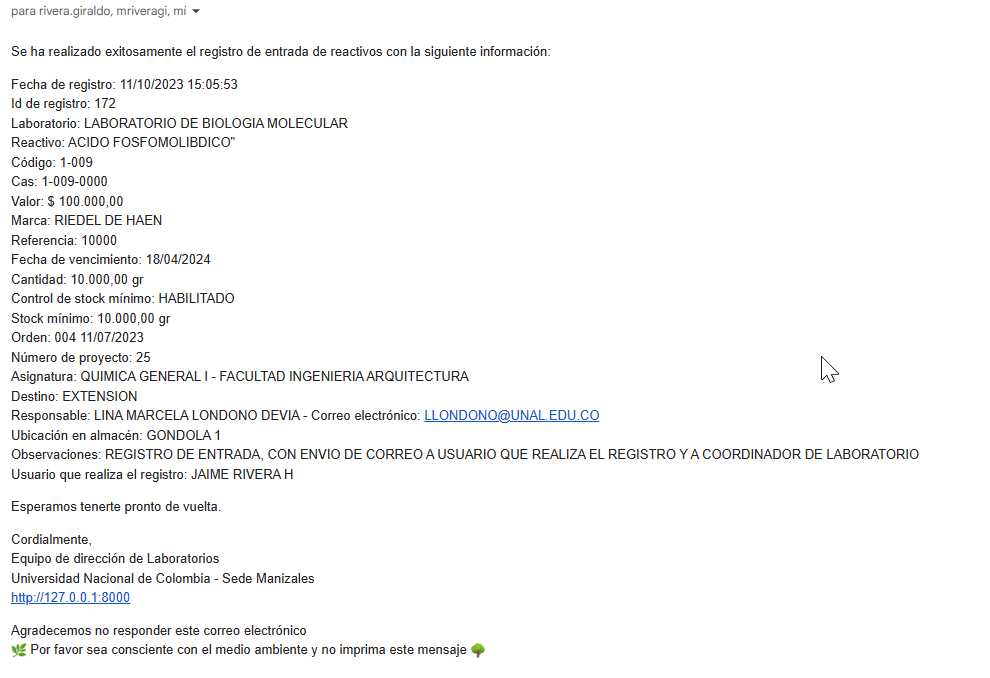 para rivera.giraldo, mriveragi, mí
Se ha realizado exitosamente el registro de entrada de reactivos con la siguiente información:
Fecha de registro: 11/10/2023 15:05:53
Id de registro: 172
Laboratorio: LABORATORIO DE BIOLOGIA MOLECULAR
Reactivo: ACIDO FOSFOMOLIBDICO"
Código: 1-009
Cas: 1-009-0000
Valor: $ 100.000,00
Marca: RIEDEL DE HAEN
Referencia: 10000
Fecha de vencimiento: 18/04/2024
Cantidad: 10.000,00 gr
Control de stock mínimo: HABILITADO
Stock mínimo: 10.000,00 gr
Orden: 004 11/07/2023
Número de proyecto: 25
Asignatura: QUIMICA GENERAL I - FACULTAD INGENIERIA ARQUITECTURA
Destino: EXTENSION
Responsable: LINA MARCELA LONDONO DEVIA - Correo electrónico: LLONDONO@UNAL.EDU.CO
Ubicación en almacén: GONDOLA 1
Observaciones: REGISTRO DE ENTRADA, CON ENVIO DE CORREO A USUARIO QUE REALIZA EL REGISTRO Y A COORDINADOR DE LABORATORIO
Usuario que realiza el registro: JAIME RIVERA H
Esperamos tenerte pronto de vuelta.
Cordialmente,
Equipo de dirección de Laboratorios
Universidad Nacional de Colombia - Sede Manizales
http://127.0.0.1:8000
Agradecemos no responder este correo electrónico
🌿 Por favor sea consciente con el medio ambiente y no imprima este mensaje 🌳